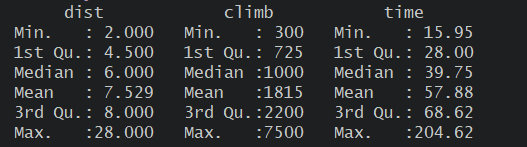 dist climb time
Min. : 2.000 Min. : 300 Min. : 15.95
1st Qu.: 4.500 1st Qu.: 725 1st Qu.: 28.00
Median : 6.000 Median :1000 Median : 39.75
Mean : 7.529 Mean :1815 Mean : 57.88
3rd Qu.: 8.000 3rd Qu.:2200 3rd Qu.: 68.62
Max. :28.000 Max. :7500 Max. :204.62